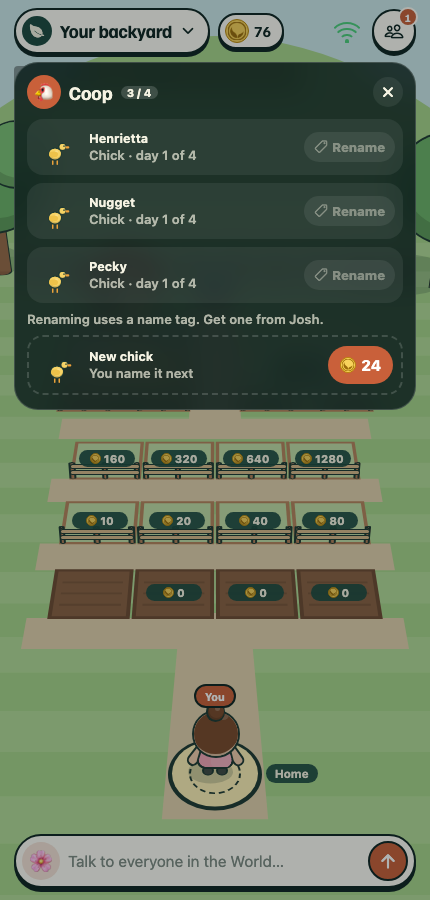 Your backyard
76
1
Coop
3 / 4
Henrietta
Chick · day 1 of 4
Rename
Nugget
Chick · day 1 of 4
Rename
Pecky
Chick · day 1 of 4
Rename
Renaming uses a name tag. Get one from Josh.
New chick
You name it next
24
160 320 640 1280
10 20 40 80
0 0 0
You
Home
Talk to everyone in the World...